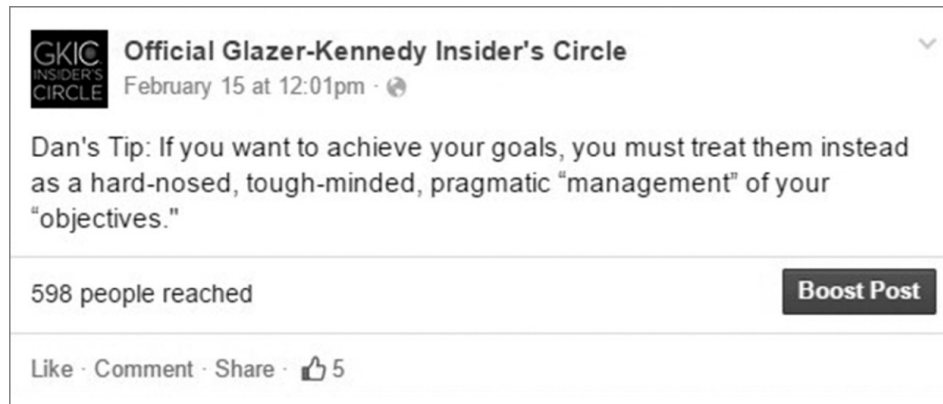 GKIC
INSIDER'S
CIRCLE
Official Glazer-Kennedy Insider's Circle
February 15 at 12:01pm ·
Dan's Tip: If you want to achieve your goals, you must treat them instead
as a hard-nosed, tough-minded, pragmatic “management” of your
“objectives."
598 people reached
Boost Post
Like · Comment · Share · 5